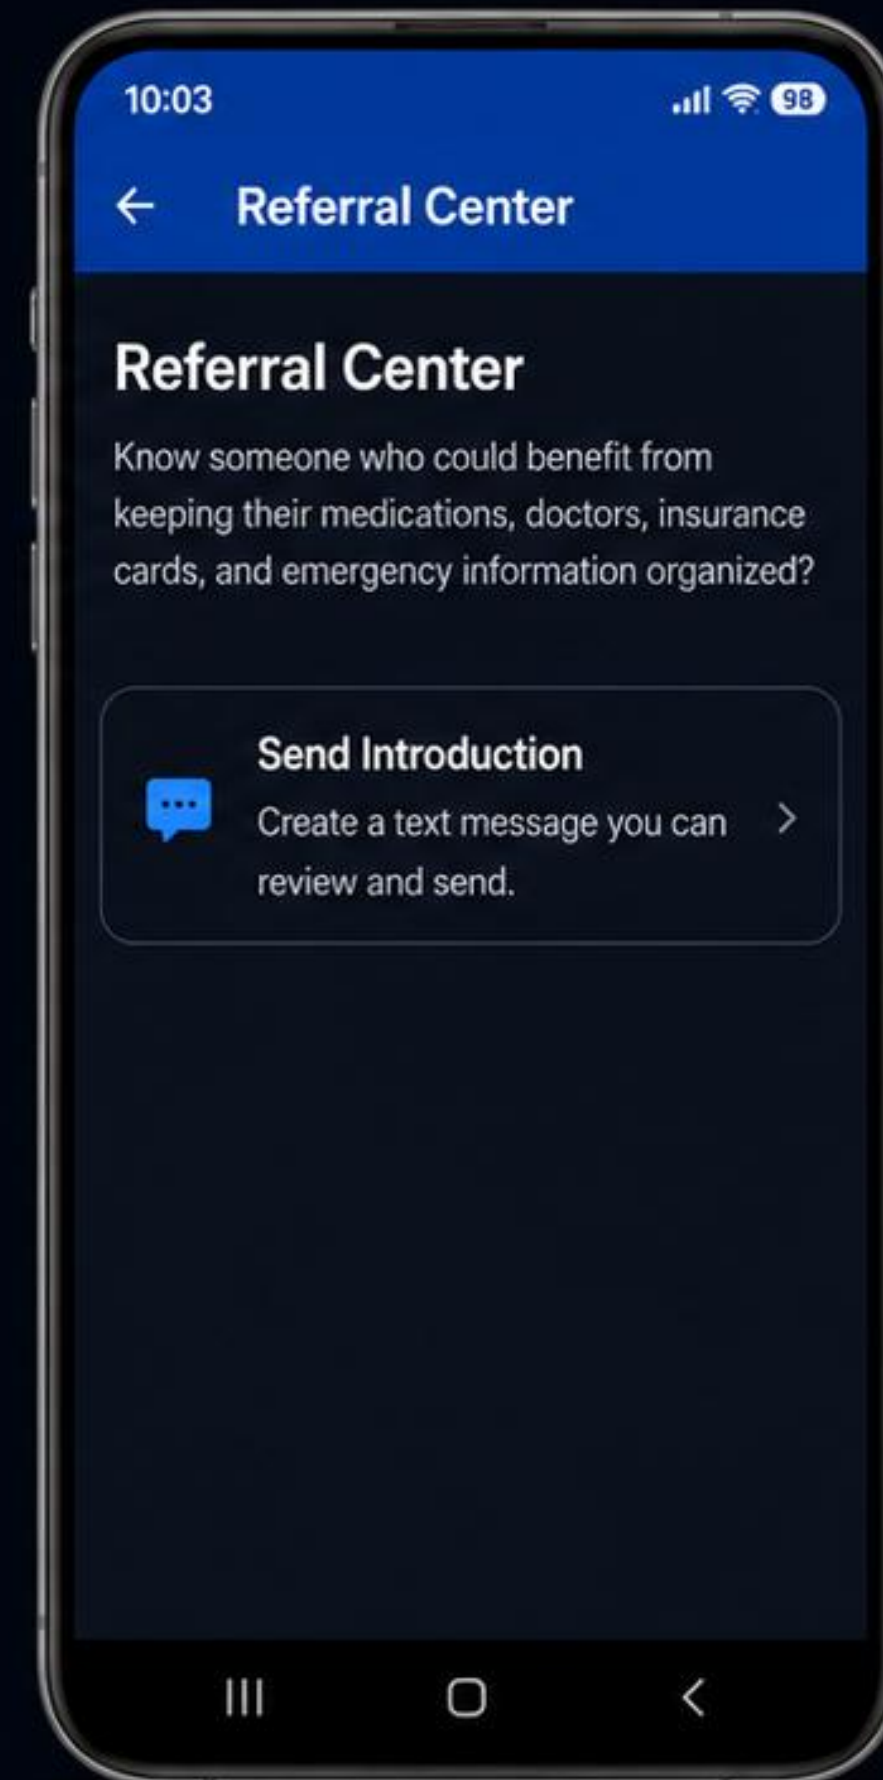 10:03
98
Referral Center
Referral Center
Know someone who could benefit from
keeping their medications, doctors, insurance
cards, and emergency information organized?
Send Introduction
Create a text message you can
review and send.